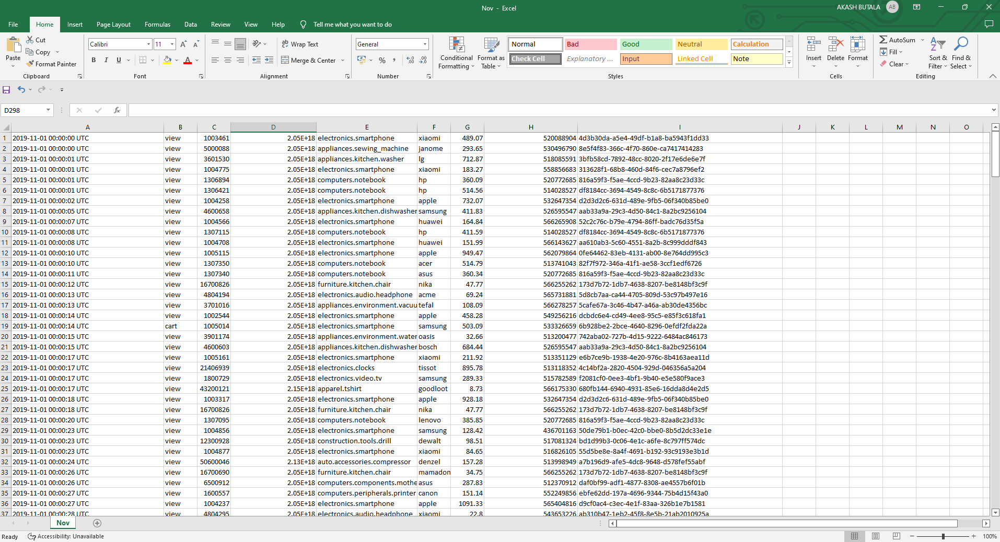 Nov - Excel
AKASH BUTALA AB
File Home Insert Page Layout Formulas Data Review View Help Tell me what you want to do
Paste
Cut
Copy
Format Painter
Clipboard
Calibri 11
B I U
Font
ab Wrap Text
Merge & Center
Alignment
General
% ,
Number
Conditional Formatting
Format as Table
Normal Bad Good Neutral Calculation
Check Cell Explanatory ... Input Linked Cell Note
Styles
Insert Delete Format
Cells
AutoSum
Fill
Clear
Sort & Filter
Find & Select
Editing
D298 fx
A B C D E F G H I J K L M N O
1 2019-11-01 00:00:00 UTC view 1003461 2.05E+18 electronics.smartphone xiaomi 489.07 520088904 4d3b30da-a5e4-49df-b1a8-ba5943f1dd33
2 2019-11-01 00:00:00 UTC view 5000088 2.05E+18 appliances.sewing_machine janome 293.65 530496790 8e5f4f83-366c-4f70-860e-ca7417414283
3 2019-11-01 00:00:01 UTC view 3601530 2.05E+18 appliances.kitchen.washer lg 712.87 518085591 3bfb58cd-7892-48cc-8020-2f17e6de6e7f
4 2019-11-01 00:00:01 UTC view 1004775 2.05E+18 electronics.smartphone xiaomi 183.27 558856683 313628f1-68b8-460d-84f6-cec7a8796ef2
5 2019-11-01 00:00:01 UTC view 1306894 2.05E+18 computers.notebook hp 360.09 520772685 816a59f3-f5ae-4ccd-9b23-82aa8c23d33c
6 2019-11-01 00:00:01 UTC view 1306421 2.05E+18 computers.notebook hp 514.56 514028527 df8184cc-3694-4549-8c8c-6b5171877376
7 2019-11-01 00:00:02 UTC view 1004258 2.05E+18 electronics.smartphone apple 732.07 532647354 d2d3d2c6-631d-489e-9fb5-06f340b85be0
8 2019-11-01 00:00:05 UTC view 4600658 2.05E+18 appliances.kitchen.dishwasher samsung 411.83 526595547 aab33a9a-29c3-4d50-84c1-8a2bc9256104
9 2019-11-01 00:00:07 UTC view 1004566 2.05E+18 electronics.smartphone huawei 164.84 566265908 52c2c76c-b79e-4794-86ff-badc76d35f5a
10 2019-11-01 00:00:08 UTC view 1307115 2.05E+18 computers.notebook hp 411.59 514028527 df8184cc-3694-4549-8c8c-6b5171877376
11 2019-11-01 00:00:08 UTC view 1004708 2.05E+18 electronics.smartphone huawei 151.99 566143627 aa610ab3-5c60-4551-8a2b-8c999dddf843
12 2019-11-01 00:00:10 UTC view 1005115 2.05E+18 electronics.smartphone apple 949.47 562079864 0fe64462-83eb-4131-ab00-8e764dd995c3
13 2019-11-01 00:00:10 UTC view 1307350 2.05E+18 computers.notebook acer 514.79 513741043 82f7f972-346a-41f1-ae58-3ccf1edf6726
14 2019-11-01 00:00:11 UTC view 1307340 2.05E+18 computers.notebook asus 360.34 520772685 816a59f3-f5ae-4ccd-9b23-82aa8c23d33c
15 2019-11-01 00:00:12 UTC view 16700826 2.05E+18 furniture.kitchen.chair nika 47.77 566255262 173d7b72-1db7-4638-8207-be8148bf3c9f
16 2019-11-01 00:00:13 UTC view 4804194 2.05E+18 electronics.audio.headphone acme 69.24 565731881 5d8cb7aa-ca44-4705-809d-53c97b497e16
17 2019-11-01 00:00:13 UTC view 3701016 2.05E+18 appliances.environment.vacuu tefal 108.09 566278257 5cafe67a-3c46-4b47-a46a-ab30de4356bc
18 2019-11-01 00:00:14 UTC view 1002544 2.05E+18 electronics.smartphone apple 458.28 549256216 dcbdc6e4-cd49-4ee8-95c5-e85f3c618fa1
19 2019-11-01 00:00:14 UTC cart 1005014 2.05E+18 electronics.smartphone samsung 503.09 533326659 6b928be2-2bce-4640-8296-0efdf2fda22a
20 2019-11-01 00:00:15 UTC view 3901174 2.05E+18 appliances.environment.water oasis 32.66 513200477 742aba02-727b-4d15-9222-6484ac846173
21 2019-11-01 00:00:15 UTC view 4600603 2.05E+18 appliances.kitchen.dishwasher bosch 684.44 526595547 aab33a9a-29c3-4d50-84c1-8a2bc9256104
22 2019-11-01 00:00:17 UTC view 1005161 2.05E+18 electronics.smartphone xiaomi 211.92 513351129 e6b7ce9b-1938-4e20-976c-8b4163aea11d
23 2019-11-01 00:00:17 UTC view 21406939 2.05E+18 electronics.clocks tissot 895.78 513118352 4c14bf2a-2820-4504-929d-046356a5a204
24 2019-11-01 00:00:17 UTC view 1800729 2.05E+18 electronics.video.tv samsung 289.33 515782589 f2081cf0-0ee3-4bf1-9b40-e5e580f9ace3
25 2019-11-01 00:00:17 UTC view 43200121 2.15E+18 apparel.tshirt goodloot 8.73 566175330 680fb144-6940-4931-85e6-16dda8d4e2d5
26 2019-11-01 00:00:18 UTC view 1003317 2.05E+18 electronics.smartphone apple 928.18 532647354 d2d3d2c6-631d-489e-9fb5-06f340b85be0
27 2019-11-01 00:00:18 UTC view 16700826 2.05E+18 furniture.kitchen.chair nika 47.77 566255262 173d7b72-1db7-4638-8207-be8148bf3c9f
28 2019-11-01 00:00:20 UTC view 1307095 2.05E+18 computers.notebook lenovo 385.85 520772685 816a59f3-f5ae-4ccd-9b23-82aa8c23d33c
29 2019-11-01 00:00:23 UTC view 1004856 2.05E+18 electronics.smartphone samsung 128.42 436701163 50de79b1-b0ec-42c0-bbe0-8b5d2dc33e1e
30 2019-11-01 00:00:23 UTC view 12300928 2.05E+18 construction.tools.drill dewalt 98.51 517081324 bd1d99b3-0c06-4e1c-a6fe-8c797ff574dc
31 2019-11-01 00:00:23 UTC view 1004877 2.05E+18 electronics.smartphone xiaomi 84.65 516826105 55d5be8e-8a4f-4691-b192-93c9193e3b1d
32 2019-11-01 00:00:24 UTC view 50600046 2.13E+18 auto.accessories.compressor denzel 157.28 513998949 a7b196d9-afe5-4dc8-9648-d578fef55abf
33 2019-11-01 00:00:26 UTC view 16700690 2.05E+18 furniture.kitchen.chair mamadon 34.75 566255262 173d7b72-1db7-4638-8207-be8148bf3c9f
34 2019-11-01 00:00:26 UTC view 6500912 2.05E+18 computers.components.mothe asus 287.83 512370912 daf0bf99-adf1-4877-8308-ae4557b6f01b
35 2019-11-01 00:00:27 UTC view 1600557 2.05E+18 computers.peripherals.printer canon 151.14 552249856 ebfe62dd-197a-4696-9344-75b4d15f43a0
36 2019-11-01 00:00:27 UTC view 1004237 2.05E+18 electronics.smartphone apple 1091.33 565404816 d9cf0ac4-c3ec-4e1f-83aa-326b1e7b1581
37 2019-11-01 00:00:28 UTC view 4804295 2.05E+18 electronics.audio.headphone xiaomi 22.8 543653226 ab310b47-1eb2-45f8-8e5b-21ab2010925a
Nov
Ready Accessibility: Unavailable 100%